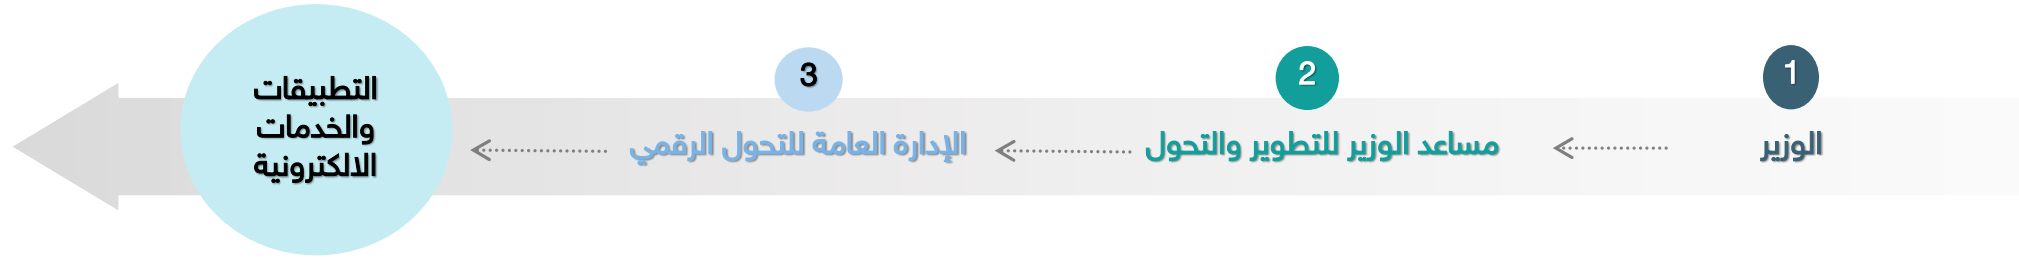 1
الوزير
2
مساعد الوزير للتطوير والتحول
3
الإدارة العامة للتحول الرقمي
التطبيقات
والخدمات
الالكترونية